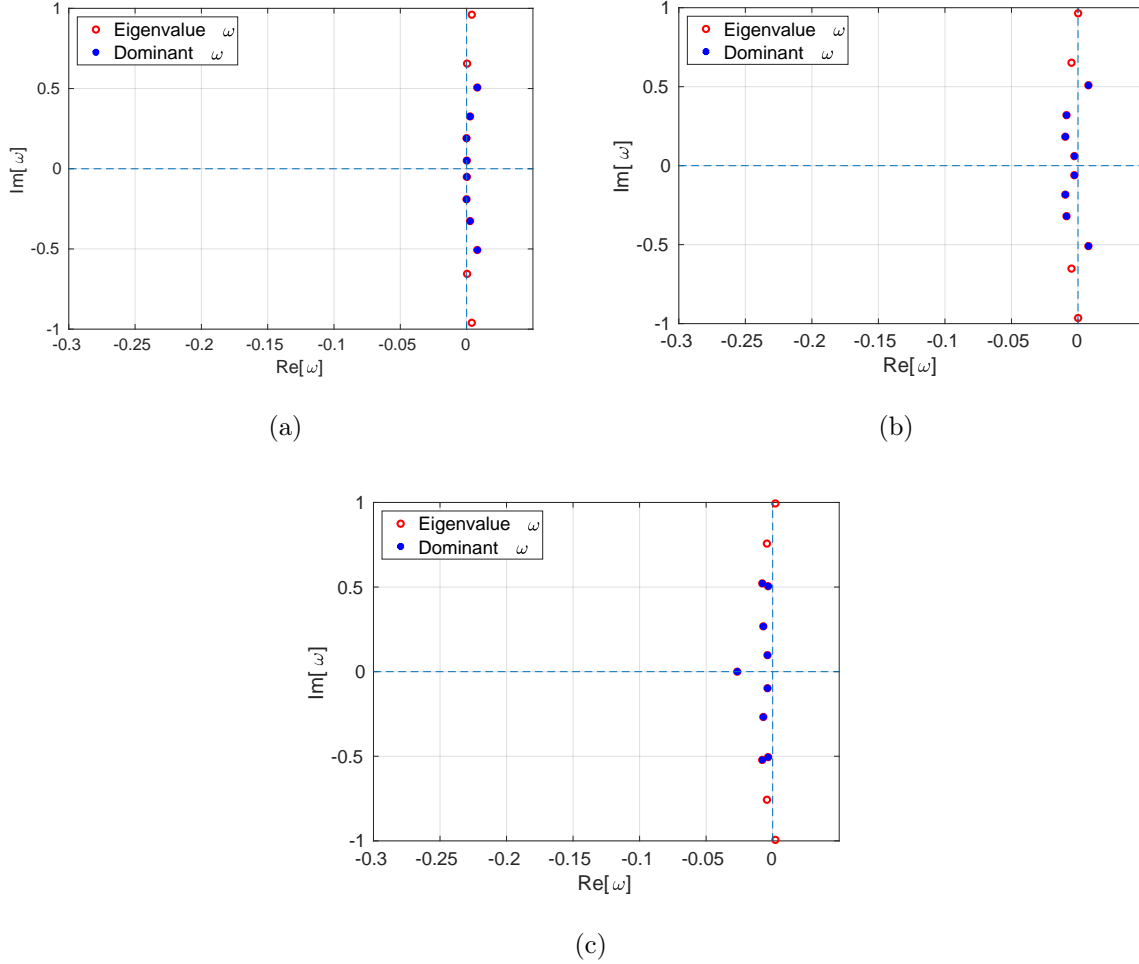 1
0.5
0
-0.5
-1
Im[ ω]
Eigenvalue ω
Dominant ω
-0.3 -0.25 -0.2 -0.15 -0.1 -0.05 0
Re[ ω]
(a)
1
0.5
0
-0.5
-1
Im[ ω]
Eigenvalue ω
Dominant ω
-0.3 -0.25 -0.2 -0.15 -0.1 -0.05 0
Re[ ω]
(b)
1
0.5
0
-0.5
-1
Im[ ω]
Eigenvalue ω
Dominant ω
-0.3 -0.25 -0.2 -0.15 -0.1 -0.05 0
Re[ ω]
(c)